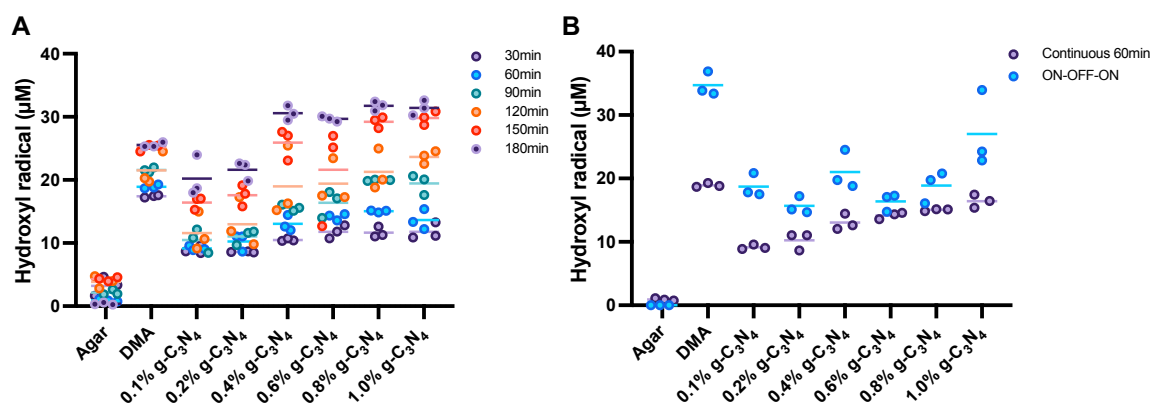 A
Hydroxyl radical (µM)
40
30
20
10
0
Agar
DMA
0.1% g-C₃N₄
0.2% g-C₃N₄
0.4% g-C₃N₄
0.6% g-C₃N₄
0.8% g-C₃N₄
1.0% g-C₃N₄
30min
60min
90min
120min
150min
180min
B
Hydroxyl radical (µM)
40
30
20
10
0
Agar
DMA
0.1% g-C₃N₄
0.2% g-C₃N₄
0.4% g-C₃N₄
0.6% g-C₃N₄
0.8% g-C₃N₄
1.0% g-C₃N₄
Continuous 60min
ON-OFF-ON